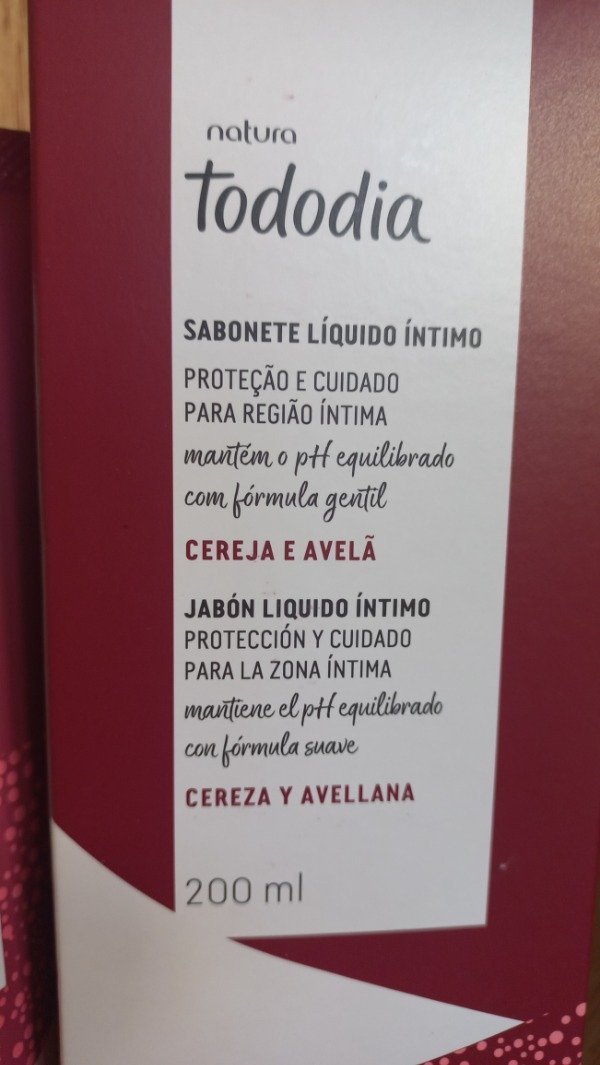 natura
Tododia
SABONETE LÍQUIDO ÍNTIMO
PROTEÇÃO E CUIDADO
PARA REGIÃO ÍNTIMA
mantém o pH equilibrado
com fórmula gentil
CEREJA E AVELÃ
JABÓN LIQUIDO ÍNTIMO
PROTECCIÓN Y CUIDADO
PARA LA ZONA ÍNTIMA
mantiene el pH equilibrado
con fórmula suave
CEREZA Y AVELLANA
200 ml